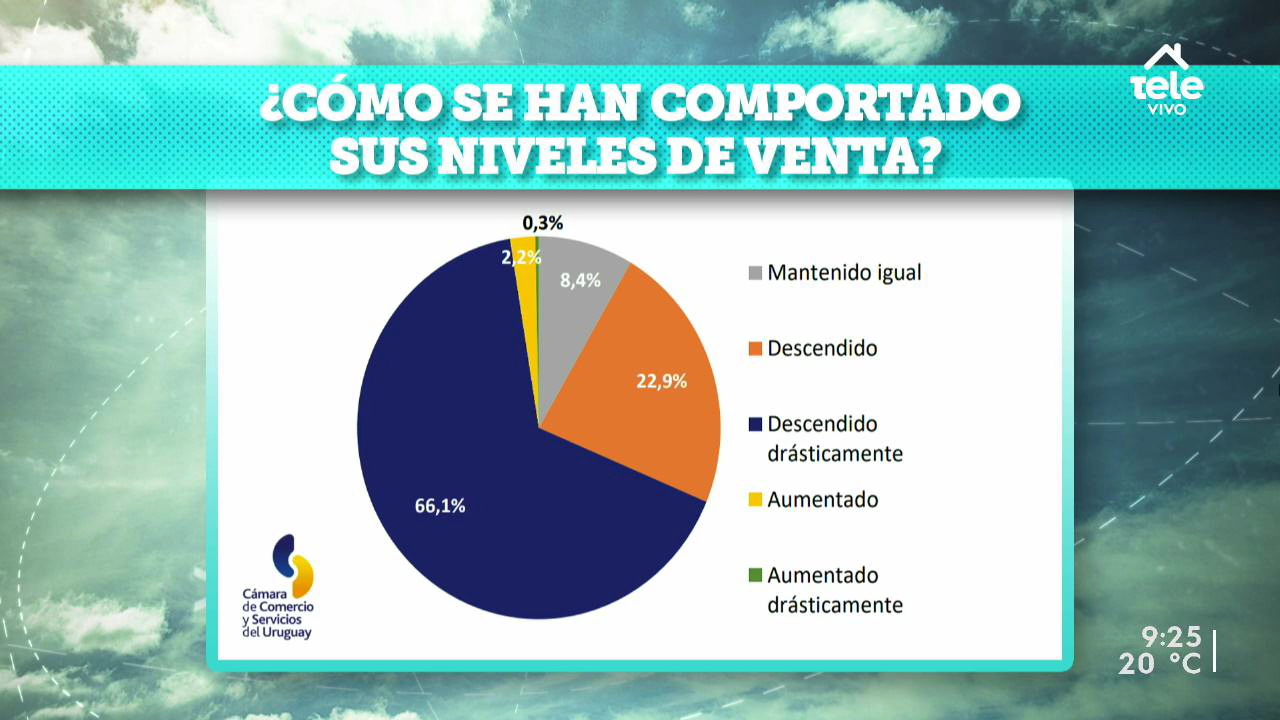 ¿CÓMO SE HAN COMPORTADO
SUS NIVELES DE VENTA?
tele
VIVO
0,3%
2,2%
8,4%
22,9%
66,1%
Mantenido igual
Descendido
Descendido
drásticamente
Aumentado
Aumentado
drásticamente
Cámara
de Comercio
y Servicios
del Uruguay
9:25
20 °C